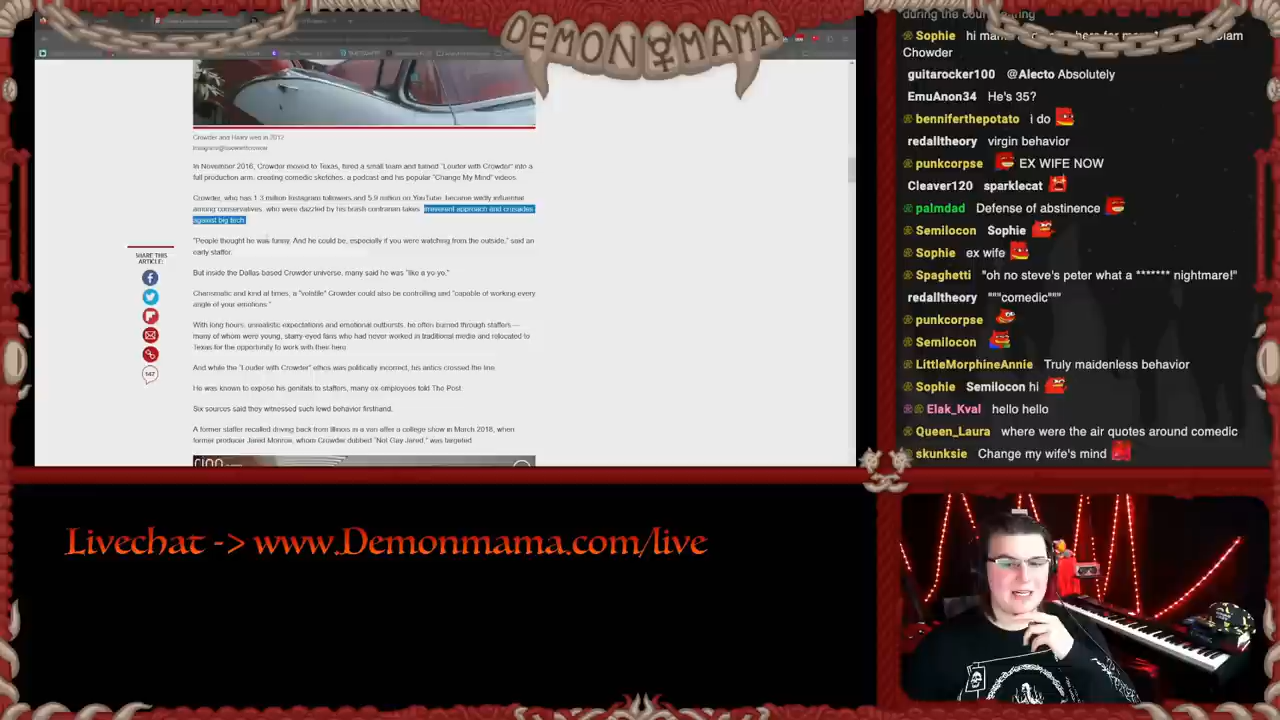 DEMON MAMA
Crowder and Heary wed in 2012
In November 2016, Crowder moved to Texas, hired a small team and turned "Louder with Crowder" into a
full production arm: creating comedic sketches, a podcast and his popular "Change My Mind" videos.
Crowder, who has 1.3 million Instagram followers and 5.9 million on YouTube, became wildly influential
among conservatives, who were dazzled by his brash contrarian takes, irreverent approach and crusades
against big tech.
"People thought he was funny. And he could be, especially if you were watching from the outside," said an
early staffer.
But inside the Dallas-based Crowder universe, many said he was "like a yo yo."
Charismatic and kind at times, a "volatile" Crowder could also be controlling and "capable of working every
angle of your emotions."
With long hours, unrealistic expectations and emotional outbursts, he often burned through staffers —
many of whom were young, starry-eyed fans who had never worked in traditional media and relocated to
Texas for the opportunity to work with their hero.
And while the "Louder with Crowder" ethos was politically incorrect, his antics crossed the line.
He was known to expose his genitals to staffers, many ex-employees told The Post.
Six sources said they witnessed such lewd behavior firsthand.
A former staffer recalled driving back from Illinois in a van after a college show in March 2018, when
former producer Jared Monroe, whom Crowder dubbed "Not Gay Jared," was targeted.
SHARE THIS
ARTICLE:
147
during the court hearing
Sophie hi mama
guitarocker100 @Alecto Absolutely
MumAnon34 He's 35?
benniferthepotato i do
redalltheory virgin behavior
punkcorpse EX WIFE NOW
palmad Demonstrations
Semilocon Sophie
Sophie ex wife
Spaghett "My wife's peter what a ******* nightmare!"
redalltheory
punkcorpse
Semilocon
LittleMorphineAnnie Truly maidenless behavior
Sophie Semilocon hi
Elak_Kval hello hello
Queen_Laura where were the air quotes around comedic
skunksie Change my wife's mind
Livechat -> www.Demonmama.com/live